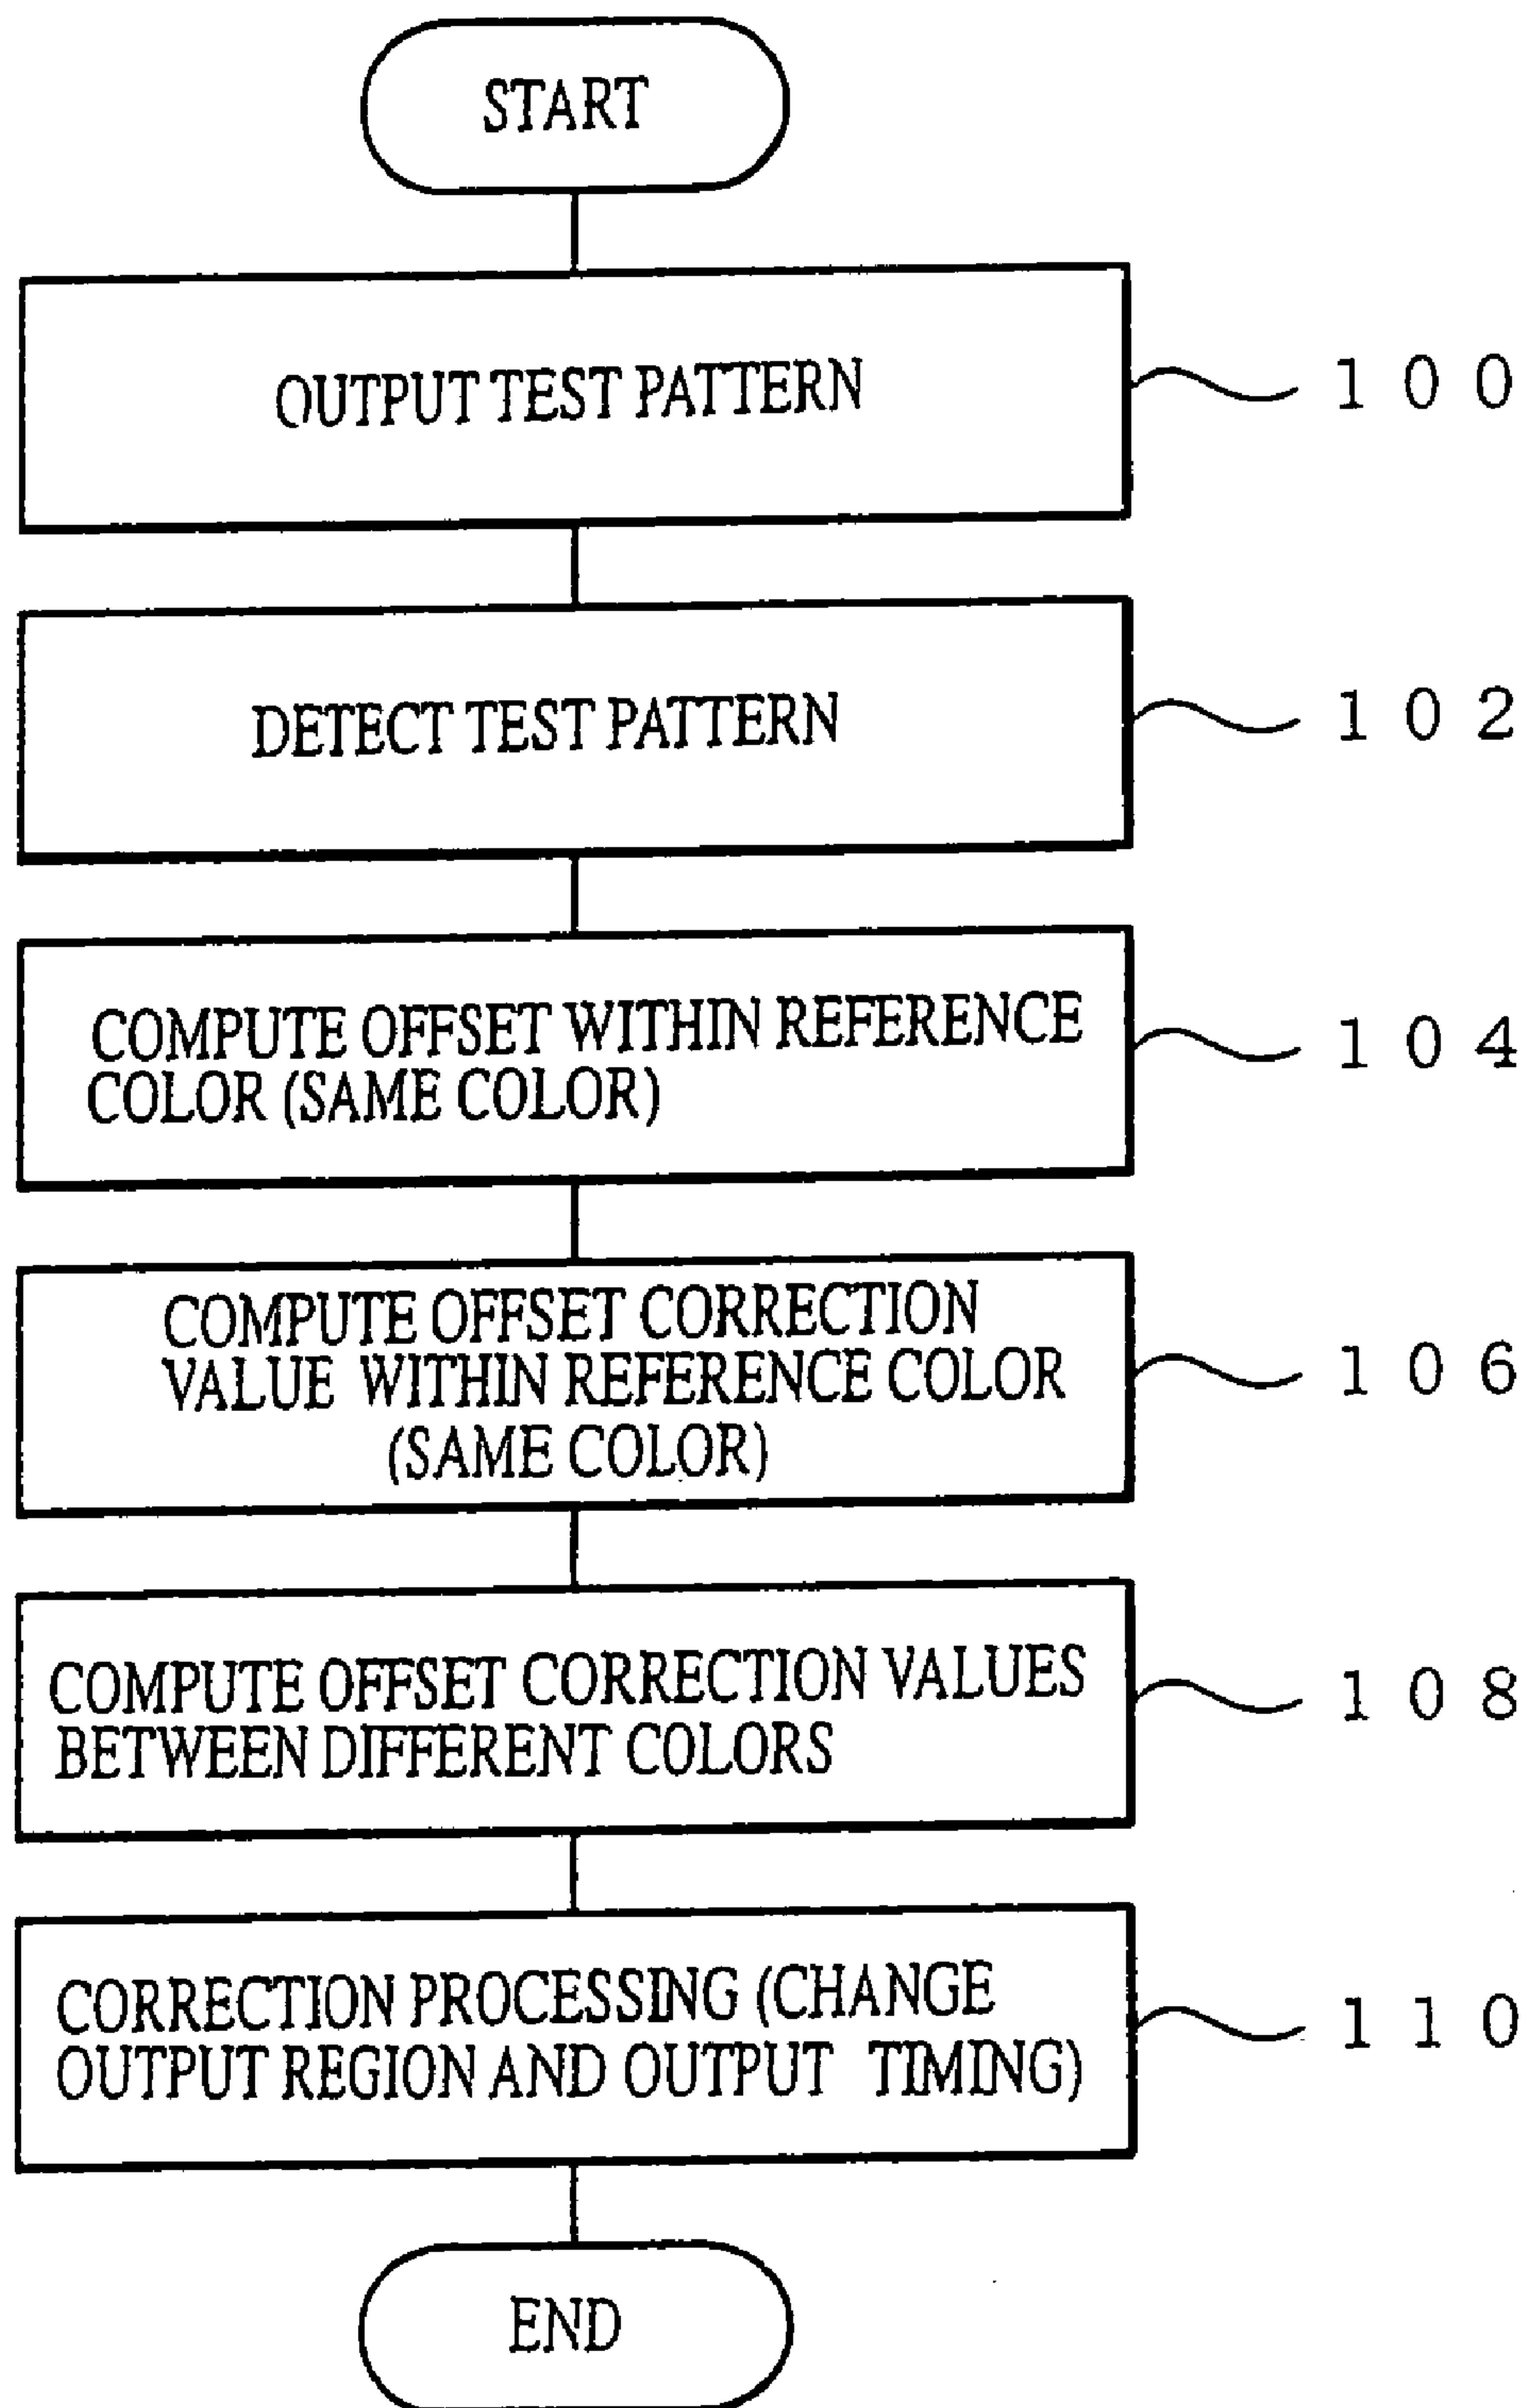 START
OUTPUT TEST PATTERN
100
DETECT TEST PATTERN
102
COMPUTE OFFSET WITHIN REFERENCE
COLOR (SAME COLOR)
104
COMPUTE OFFSET CORRECTION
VALUE WITHIN REFERENCE COLOR
(SAME COLOR)
106
COMPUTE OFFSET CORRECTION VALUES
BETWEEN DIFFERENT COLORS
108
CORRECTION PROCESSING (CHANGE
OUTPUT REGION AND OUTPUT TIMING)
110
END